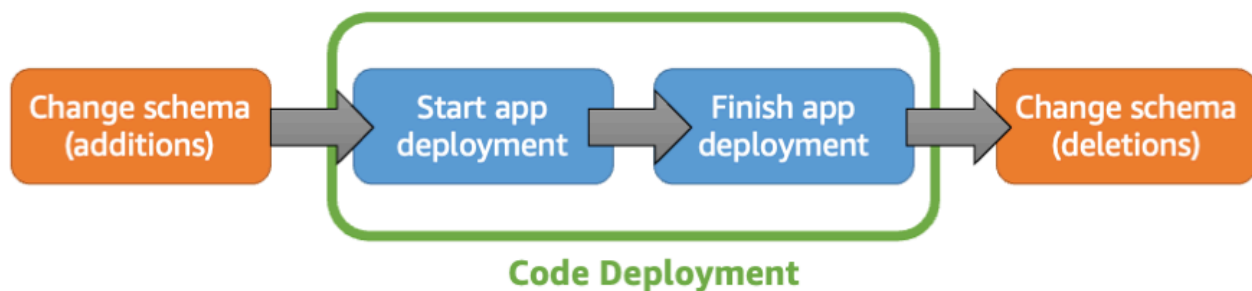 Change schema
(additions)
Start app
deployment
Finish app
deployment
Change schema
(deletions)
Code Deployment